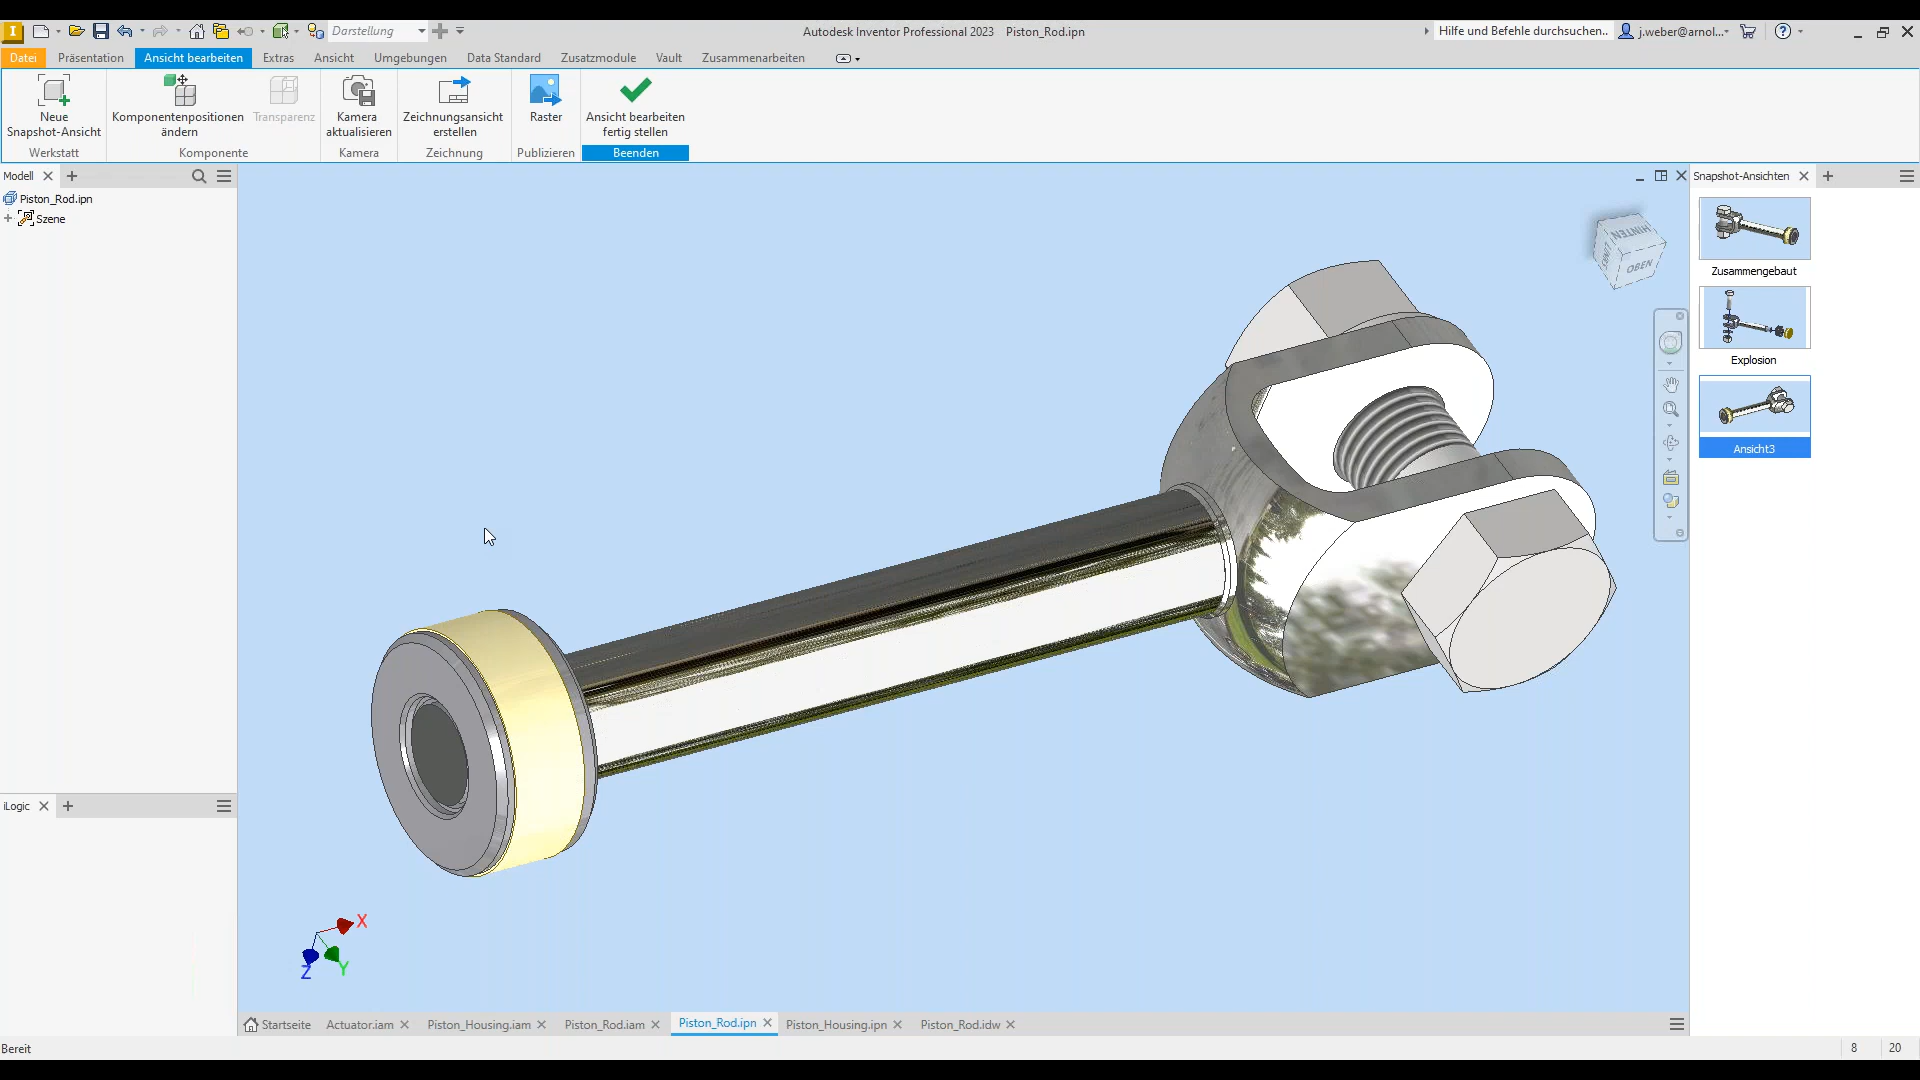 Darstellung
Autodesk Inventor Professional 2023 Piston_Rod.ipn
Hilfe und Befehle durchsuchen..
j.weber@arnol...
Datei Präsentation Ansicht bearbeiten Extras Ansicht Umgebungen Data Standard Zusatzmodule Vault Zusammenarbeiten
Neue
Snapshot-Ansicht
Komponentenpositionen
ändern
Transparenz
Kamera
aktualisieren
Zeichnungsansicht
erstellen
Raster
Ansicht bearbeiten
fertig stellen
Werkstatt Komponente Kamera Zeichnung Publizieren Beenden
Modell
Piston_Rod.ipn
Szene
iLogic
HINTEN
LINKS
OBEN
X
Y
Z
Snapshot-Ansichten
Zusammengebaut
Explosion
Ansicht3
Startseite Actuator.iam Piston_Housing.iam Piston_Rod.iam Piston_Rod.ipn Piston_Housing.ipn Piston_Rod.idw
Bereit
8 20